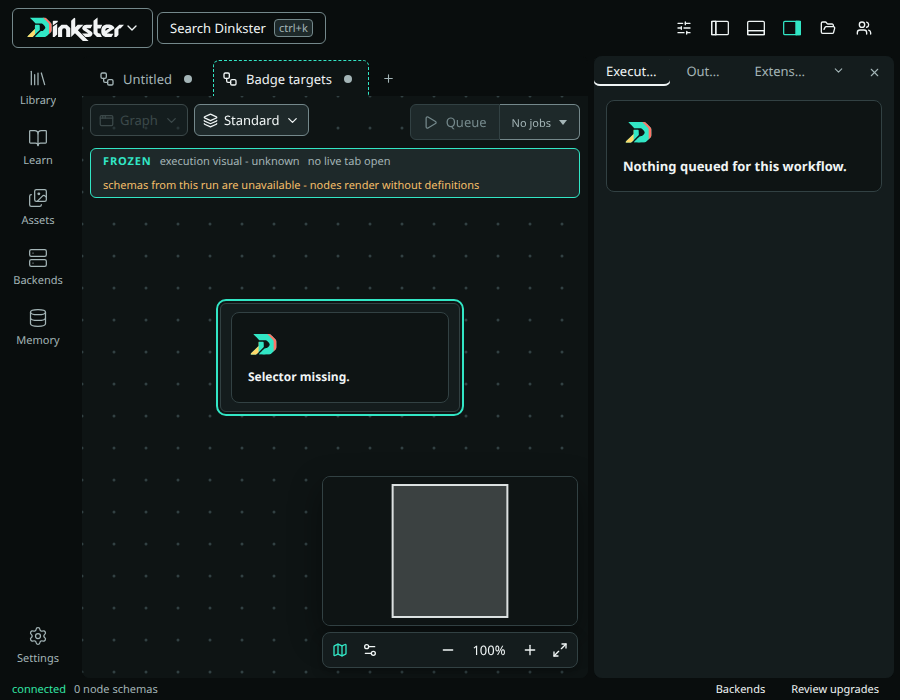 Dinkster
Search Dinkster ctrl+k
Library
Learn
Assets
Backends
Memory
Settings
Untitled
Badge targets
Graph
Standard
Queue
No jobs
FROZEN execution visual - unknown no live tab open
schemas from this run are unavailable - nodes render without definitions
Selector missing.
100%
Execut...
Out...
Extens...
Nothing queued for this workflow.
connected 0 node schemas
Backends
Review upgrades